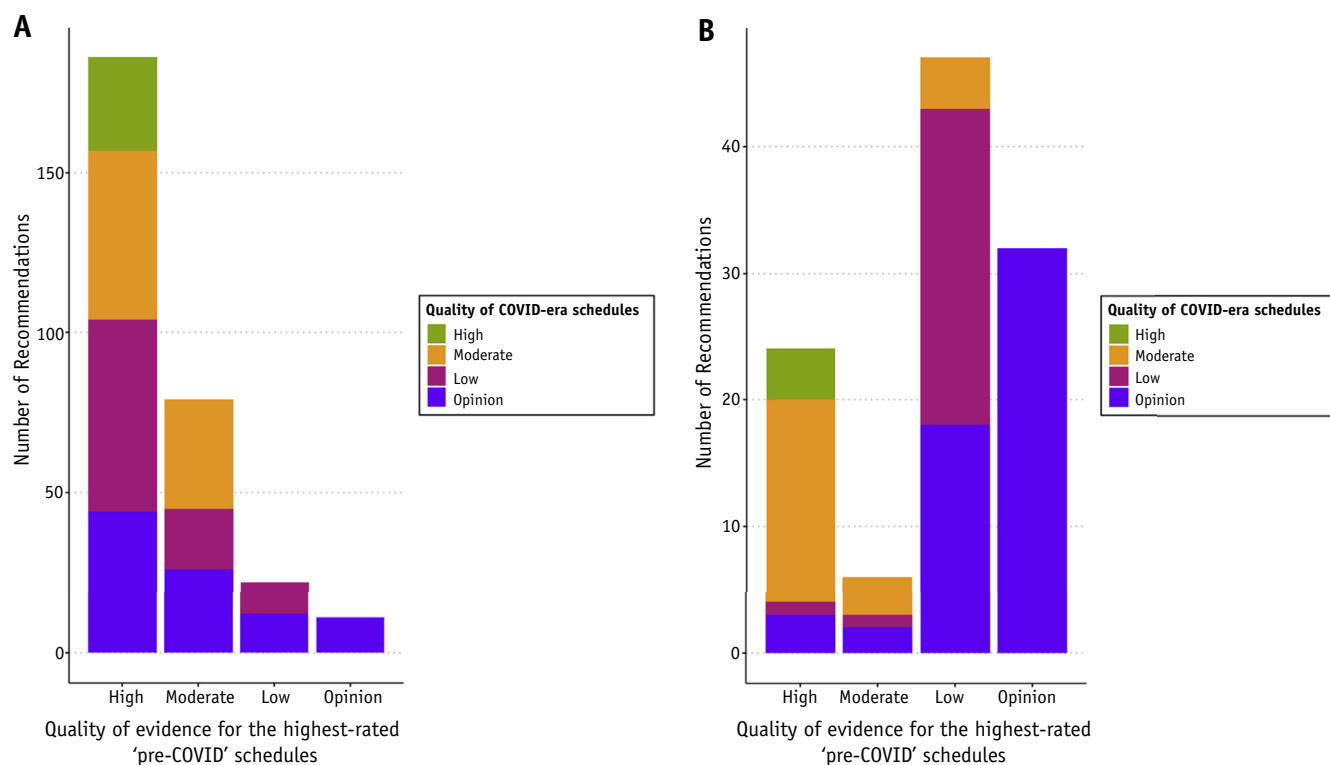 A
150
100
50
0
Number of Recommendations
High
Moderate
Low
Opinion
Quality of evidence for the highest-rated
‘pre-COVID’ schedules
Quality of COVID-era schedules
High
Moderate
Low
Opinion
B
40
30
20
10
0
Number of Recommendations
High
Moderate
Low
Opinion
Quality of evidence for the highest-rated
‘pre-COVID’ schedules
Quality of COVID-era schedules
High
Moderate
Low
Opinion